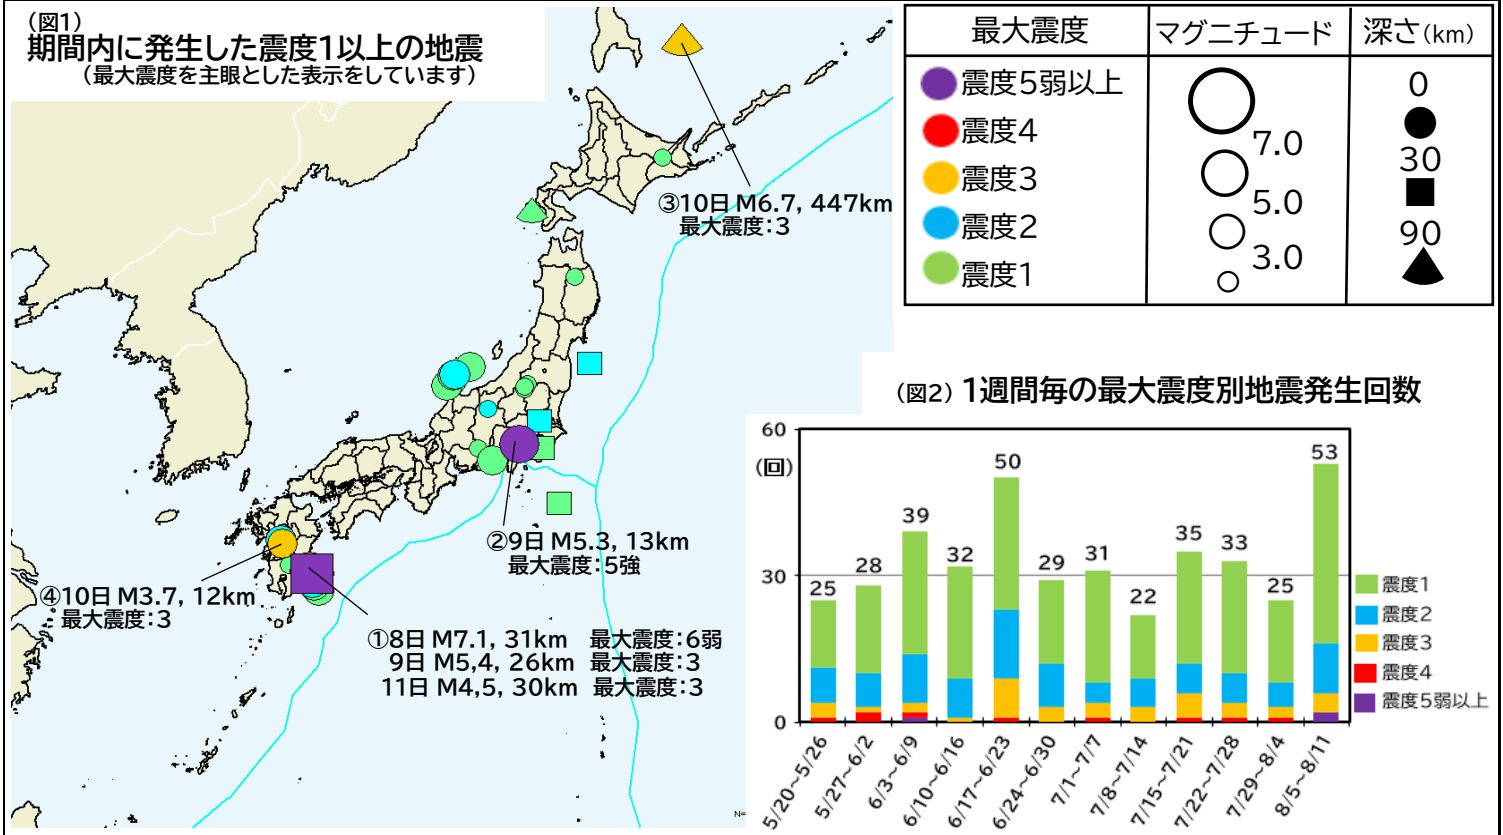 (図1)
期間内に発生した震度1以上の地震
(最大震度を主眼とした表示をしています)
③10日 M6.7, 447km
最大震度:3
②9日 M5.3, 13km
最大震度:5強
④10日 M3.7, 12km
最大震度:3
①8日 M7.1, 31km 最大震度:6弱
9日 M5,4, 26km 最大震度:3
11日 M4,5, 30km 最大震度:3
N=
最大震度 マグニチュード 深さ(km)
震度5弱以上
震度4
震度3
震度2
震度1
7.0
5.0
3.0
0
30
90
(図2) 1週間毎の最大震度別地震発生回数
60
(回)
30
0
25
28
39
32
50
29
31
22
35
33
25
53
5/20~5/26
5/27~6/2
6/3~6/9
6/10~6/16
6/17~6/23
6/24~6/30
7/1~7/7
7/8~7/14
7/15~7/21
7/22~7/28
7/29~8/4
8/5~8/11
震度1
震度2
震度3
震度4
震度5弱以上